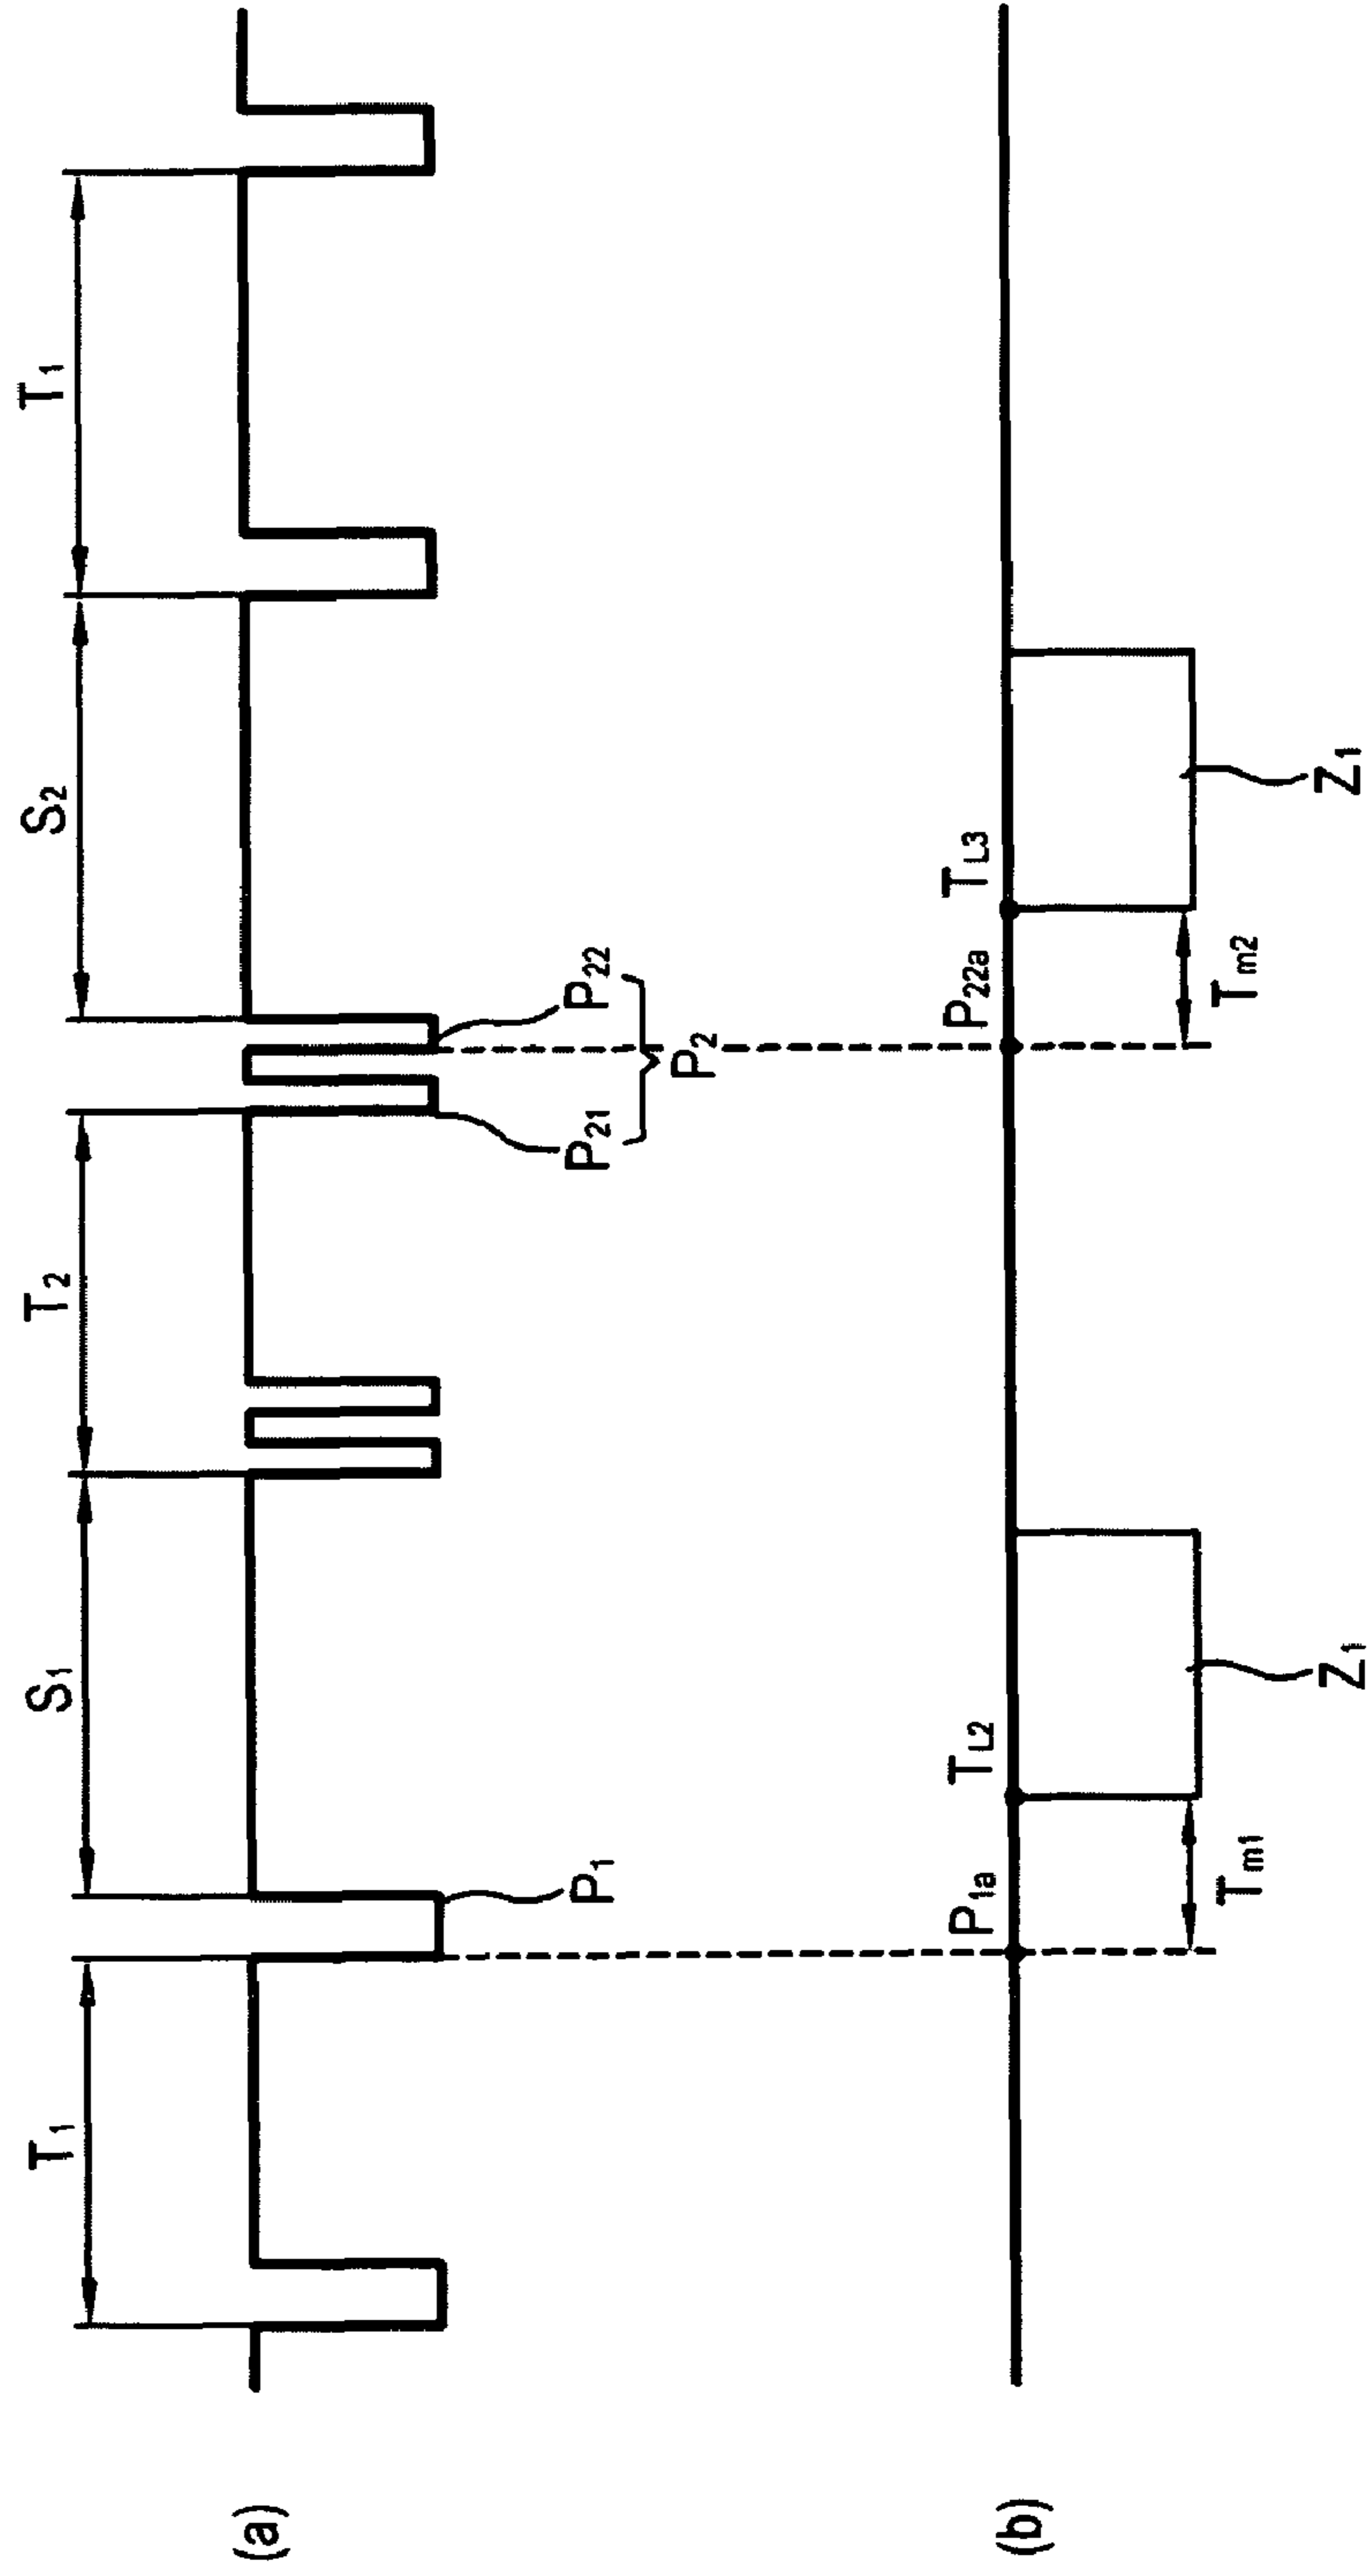 T1 S1 T2 S2 T1
(a)
P1 P21 P22
P2
P1a TL2 P22a TL3
(b)
Tm1 Tm2
Z1 Z1